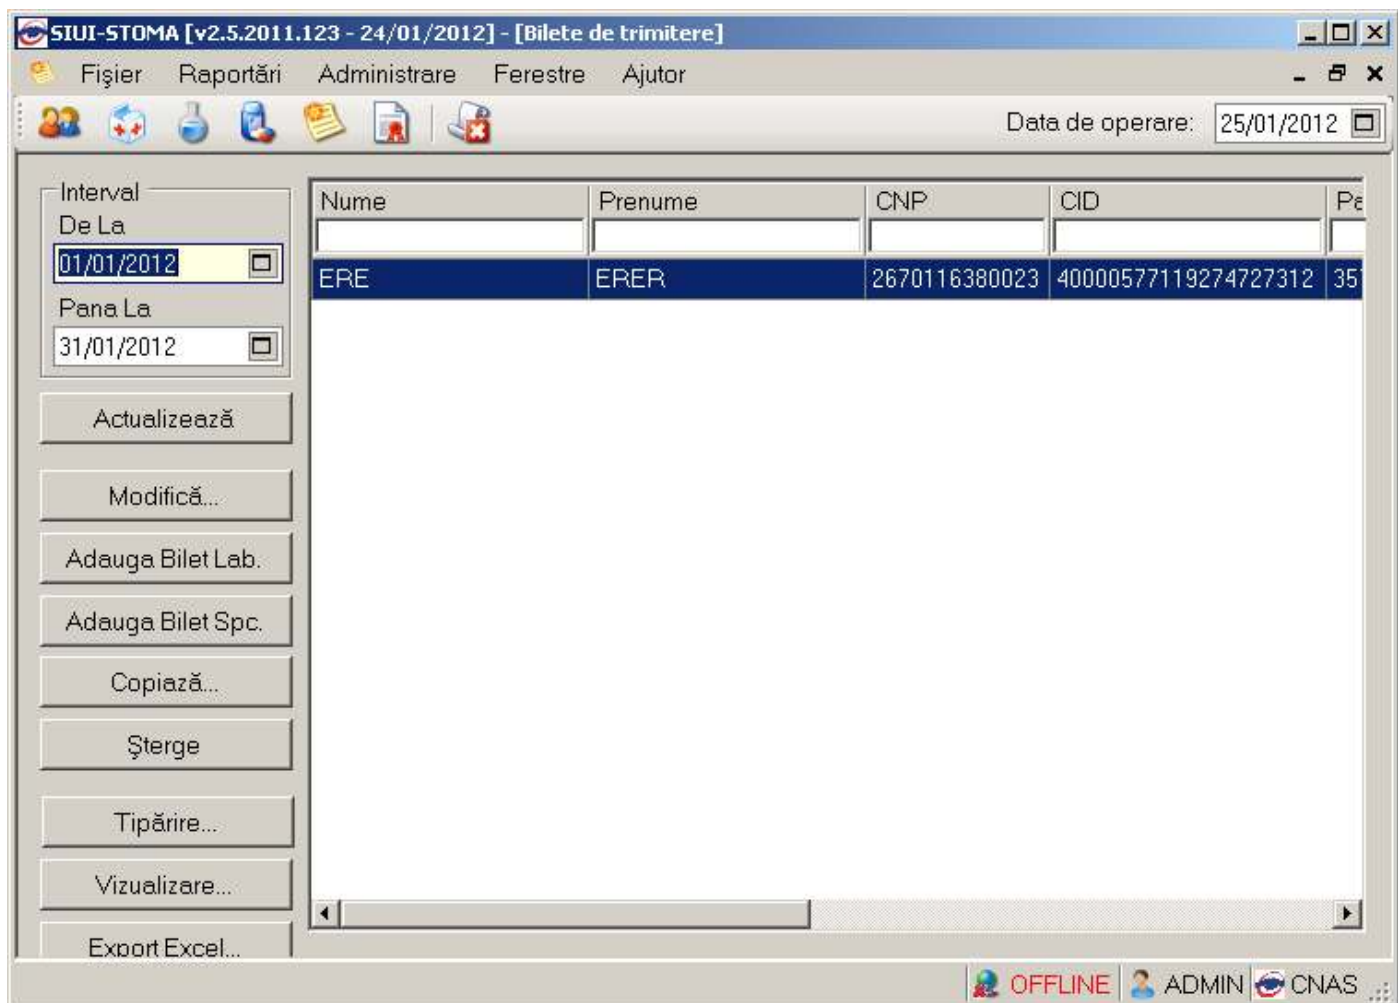 SIUI-STOMA [v2.5.2011.123 - 24/01/2012] - [Bilete de trimitere]
Fişier Raportări Administrare Ferestre Ajutor
Data de operare: 25/01/2012
Interval
De La
01/01/2012
Pana La
31/01/2012
Actualizează
Modifică...
Adauga Bilet Lab.
Adauga Bilet Spc.
Copiază...
Şterge
Tipărire...
Vizualizare...
Export Excel...
Nume Prenume CNP CID
ERE ERER 2670116380023 40000577119274727312 35
OFFLINE ADMIN CNAS